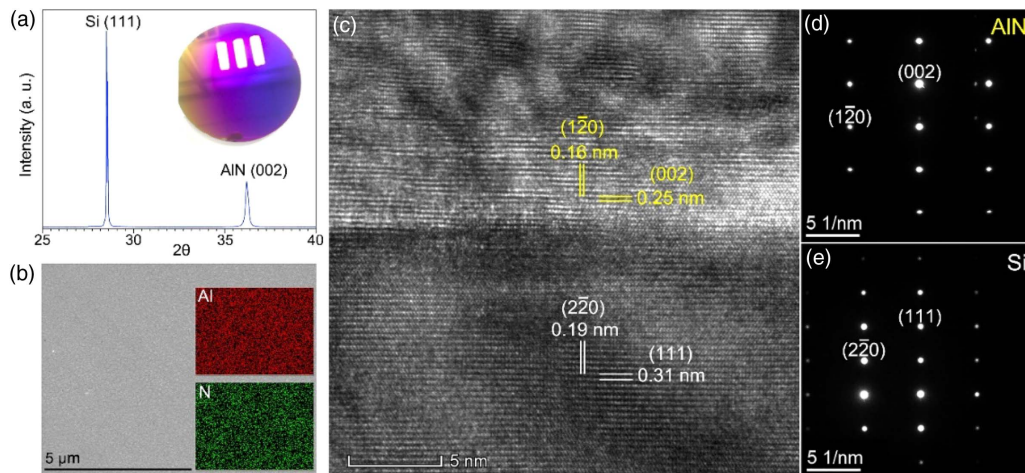 (a)
Si (111)
AlN (002)
Intensity (a. u.)
25
30
35
40
2θ
(b)
Al
N
5 µm
(c)
(12̅0)
0.16 nm
(002)
0.25 nm
(22̅0)
0.19 nm
(111)
0.31 nm
5 nm
(d)
AlN
(002)
(12̅0)
5 1/nm
(e)
Si
(111)
(22̅0)
5 1/nm